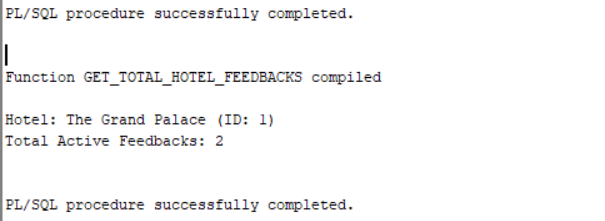 PL/SQL procedure successfully completed.
Function GET_TOTAL_HOTEL_FEEDBACKS compiled
Hotel: The Grand Palace (ID: 1)
Total Active Feedbacks: 2
PL/SQL procedure successfully completed.